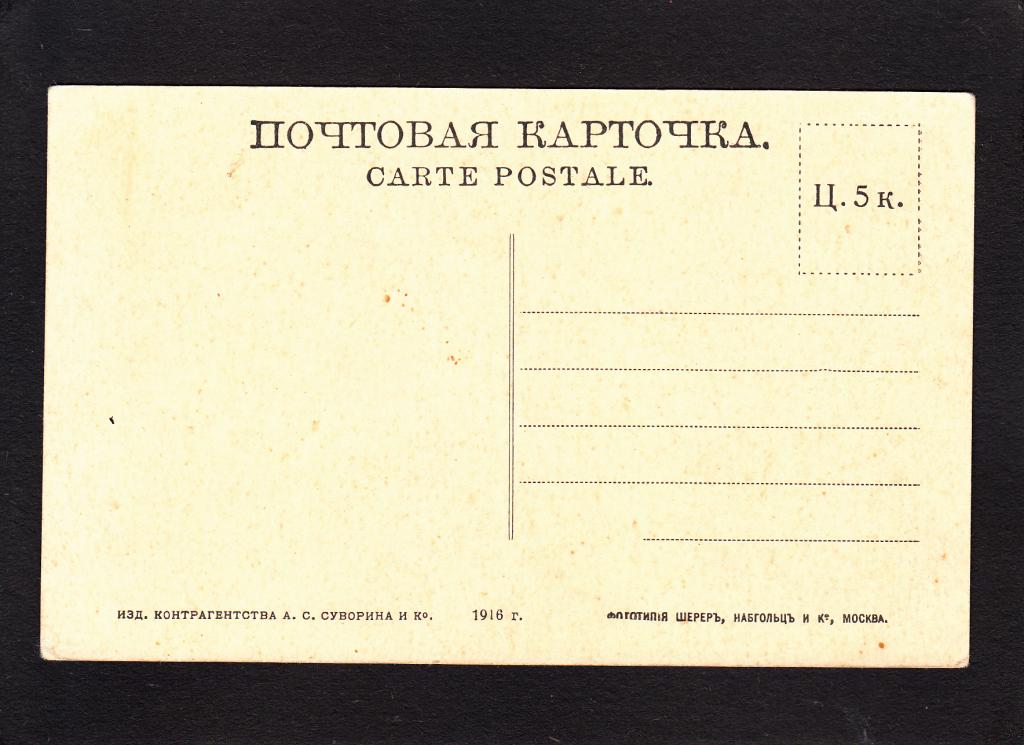 ПОЧТОВАЯ КАРТОЧКА.
CARTE POSTALE.
Ц. 5 к.
ИЗД. КОНТРАГЕНТСТВА А. С. СУВОРИНА И Ко. 1916 г.
ФОТОТИПІЯ ШЕРЕРЪ, НАБГОЛЬЦЪ И Ко, МОСКВА.